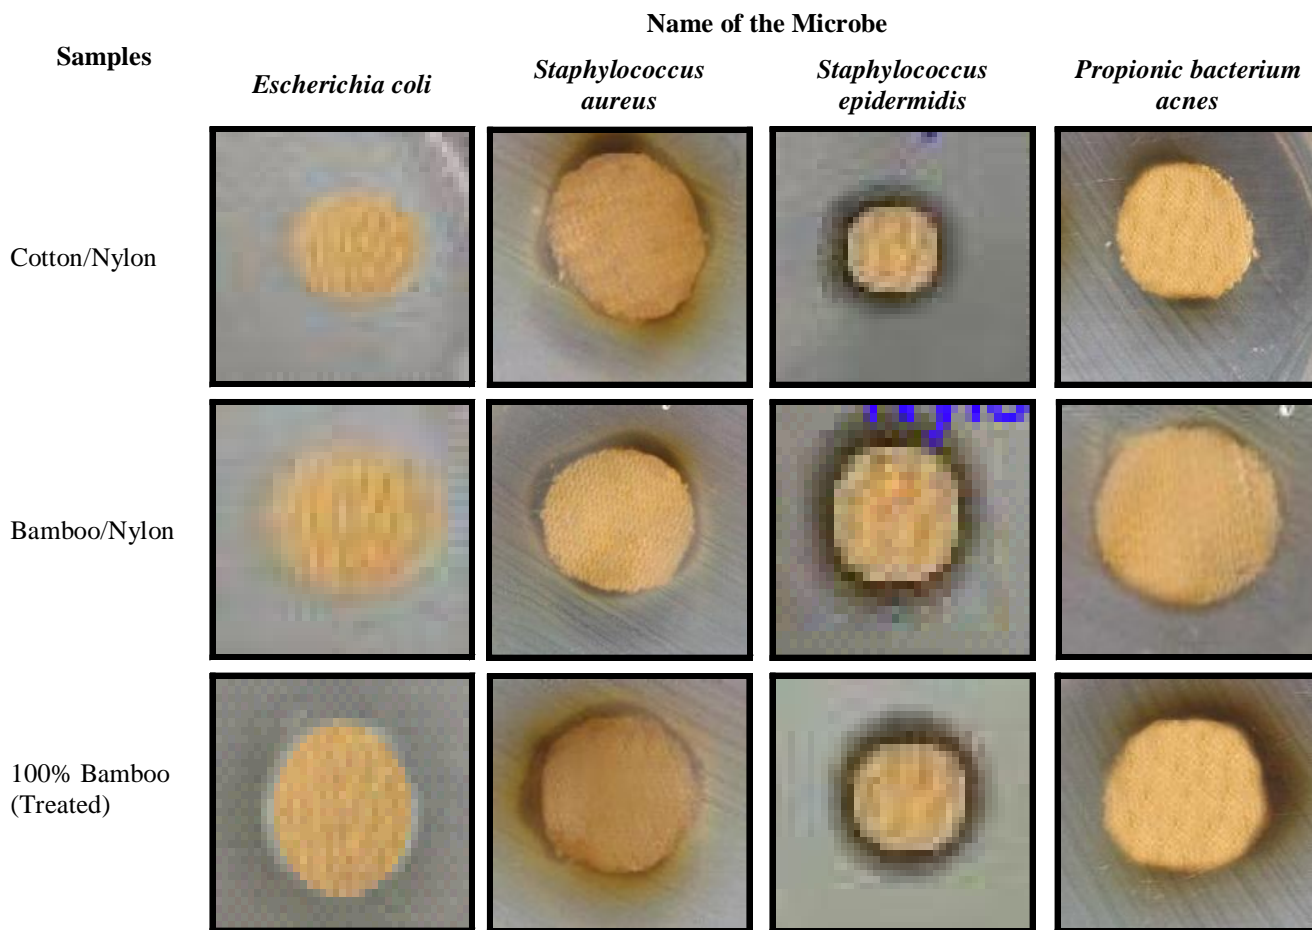 Name of the Microbe
Samples
Escherichia coli
Staphylococcus
aureus
Staphylococcus
epidermidis
Propionic bacterium
acnes
Cotton/Nylon
Bamboo/Nylon
100% Bamboo
(Treated)